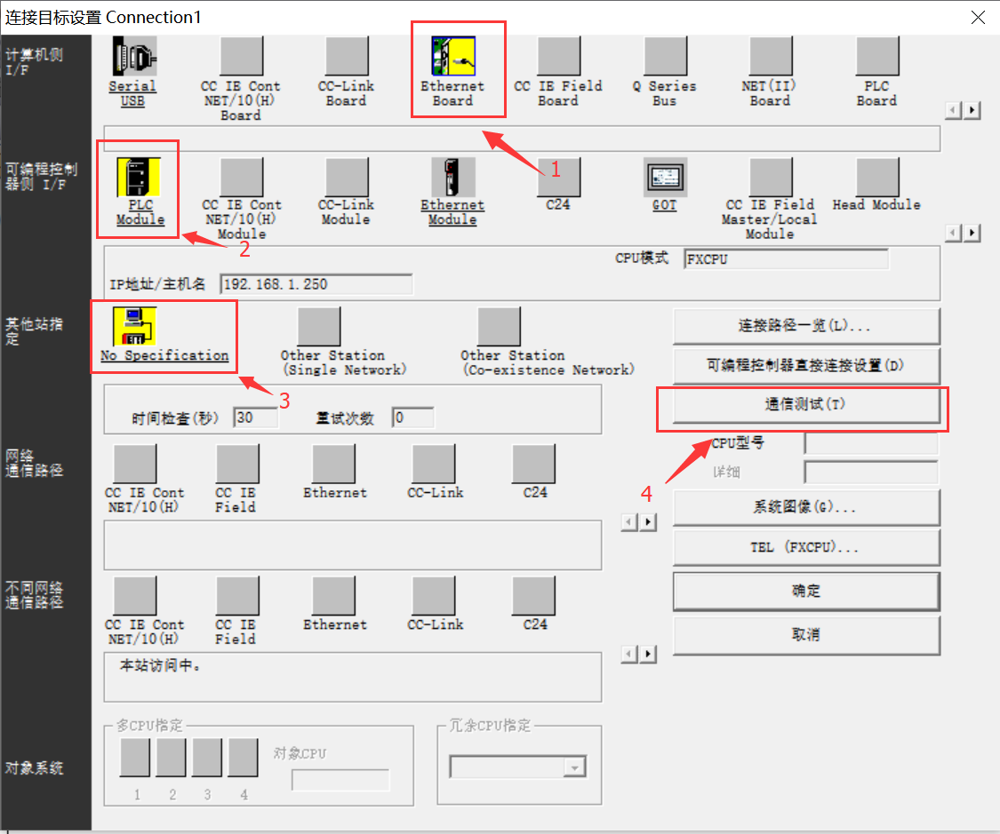 连接目标设置 Connection1
计算机侧
I/F
Serial
USB
CC IE Cont
NET/10(H)
Board
CC-Link
Board
Ethernet
Board
CC IE Field
Board
Q Series
Bus
NET(II)
Board
PLC
Board
1
可编程控制
器侧 I/F
PLC
Module
CC IE Cont
NET/10(H)
Module
CC-Link
Module
Ethernet
Module
C24
GOT
CC IE Field
Master/Local
Module
Head Module
2
CPU模式
FXCPU
IP地址/主机名
192.168.1.250
其他站指
定
No Specification
Other Station
(Single Network)
Other Station
(Co-existence Network)
3
连接路径一览(L)...
可编程控制器直接连接设置(D)
通信测试(T)
时间检查(秒)
30
重试次数
0
4
CPU型号
详细
网络
通信路径
CC IE Cont
NET/10(H)
CC IE
Field
Ethernet
CC-Link
C24
系统图像(G)...
TEL (FXCPU)...
确定
取消
不同网络
通信路径
CC IE Cont
NET/10(H)
CC IE
Field
Ethernet
CC-Link
C24
本站访问中。
对象系统
多CPU指定
1
2
3
4
对象CPU
冗余CPU指定